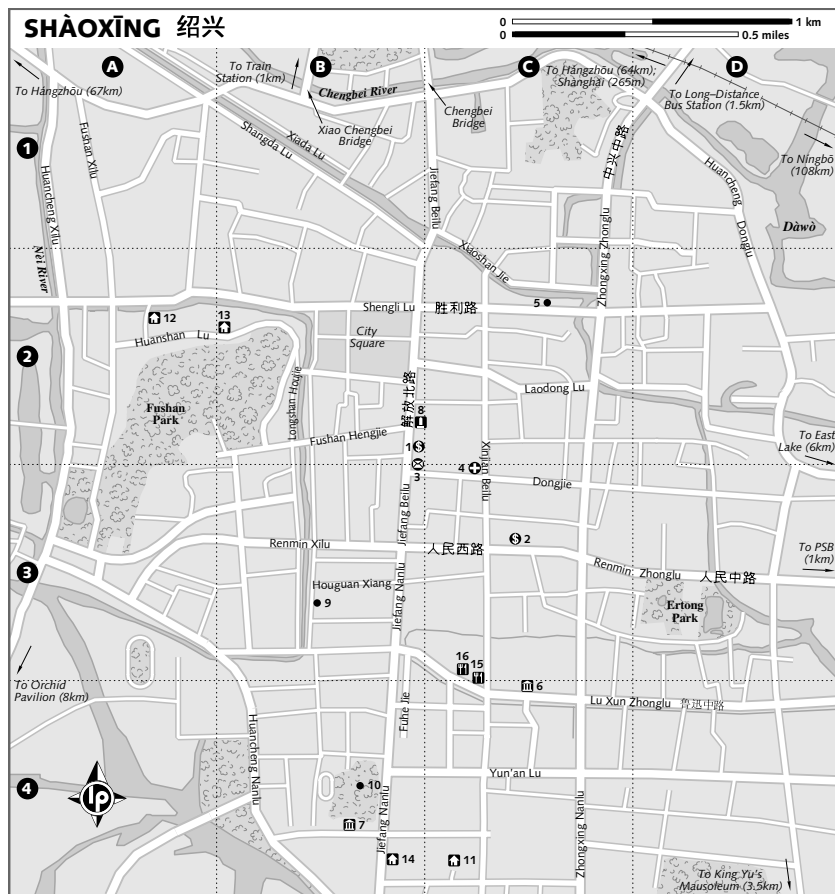 SHÀOXĪNG 绍兴
0 1 km
0 0.5 miles
A
B
C
D
To Hángzhōu (67km)
To Train
Station (1km)
Chengbei River
Xiao Chengbei
Bridge
Chengbei
Bridge
To Hángzhōu (64km);
Shànghǎi (265m)
To Long-Distance
Bus Station (1.5km)
To Níngbō
(108km)
1
Fushan Xilu
Huancheng Xilu
Nèi River
Shangda Lu
Xiada Lu
Jiefang Beilu
Xiaoshan Jie
中兴中路
Zhongxing Zhonglu
Huancheng
Donglu
Dàwò
12
13
Huanshan Lu
Shengli Lu 胜利路
5
City
Square
2
Fushan
Park
Longshan Houjie
解放北路
Laodong Lu
8
Fushan Hengjie
1
3
4
Xinjian Beilu
Dongjie
To East
Lake (6km)
Jiefang Beilu
Renmin Xilu 人民西路
2
Renmin Zhonglu 人民中路
To PSB
(1km)
3
Houguan Xiang
9
Jiefang Nanlu
Ertong
Park
16
15
6
To Orchid
Pavilion (8km)
Lu Xun Zhonglu 鲁迅中路
Huancheng Nanlu
Fuhe Jie
4
lp
10
Yun'an Lu
7
Jiefang Nanlu
14
11
Zhongxing Nanlu
To King Yu's
Mausoleum (3.5km)